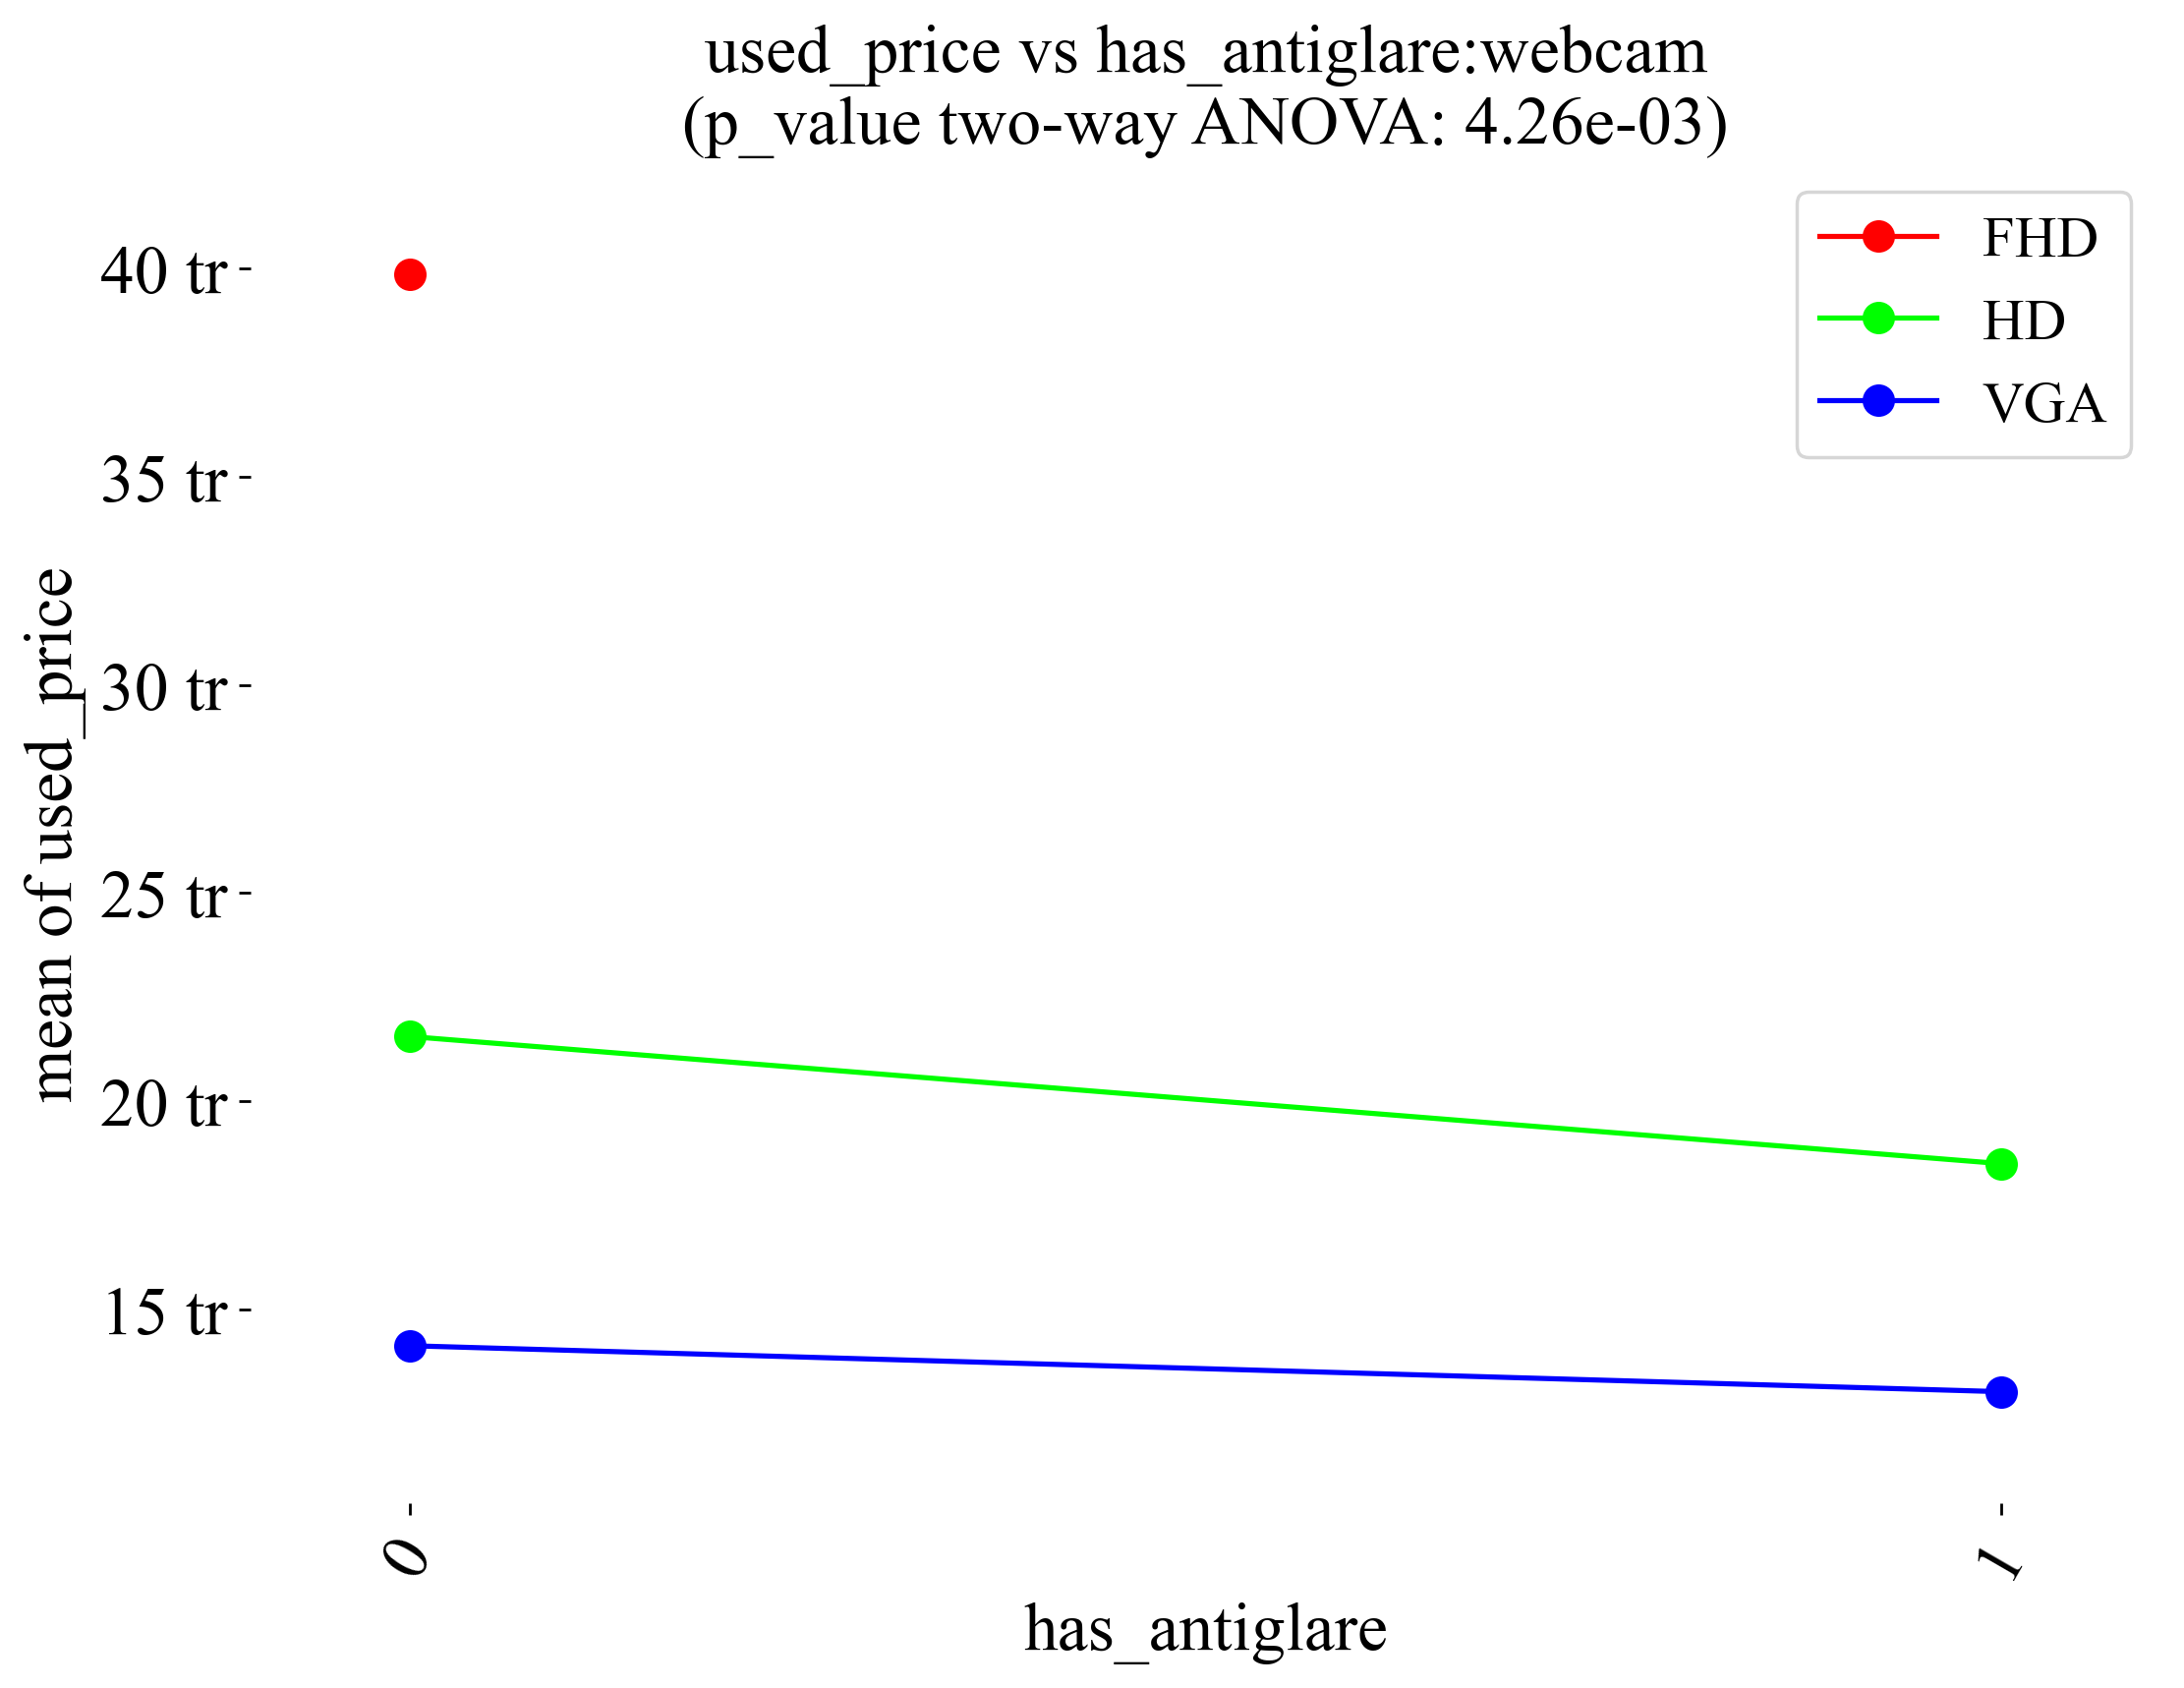 used_price vs has_antiglare:webcam
(p_value two-way ANOVA: 4.26e-03)
FHD
HD
VGA
40 tr
35 tr
30 tr
25 tr
20 tr
15 tr
mean of used_price
0
1
has_antiglare